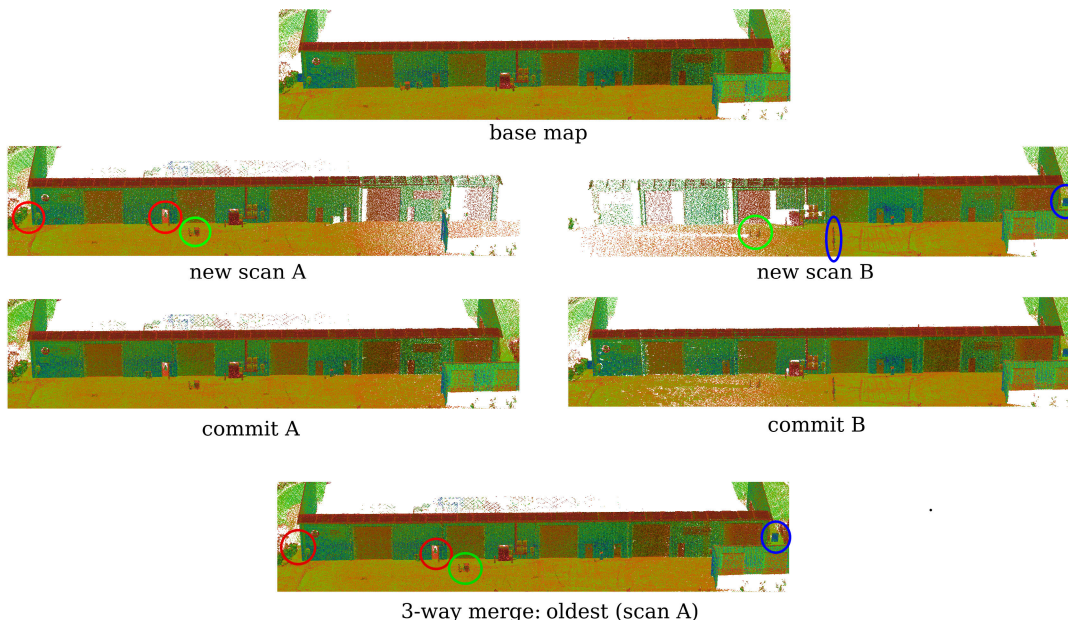 base map
new scan A
new scan B
commit A
commit B
3-way merge: oldest (scan A)